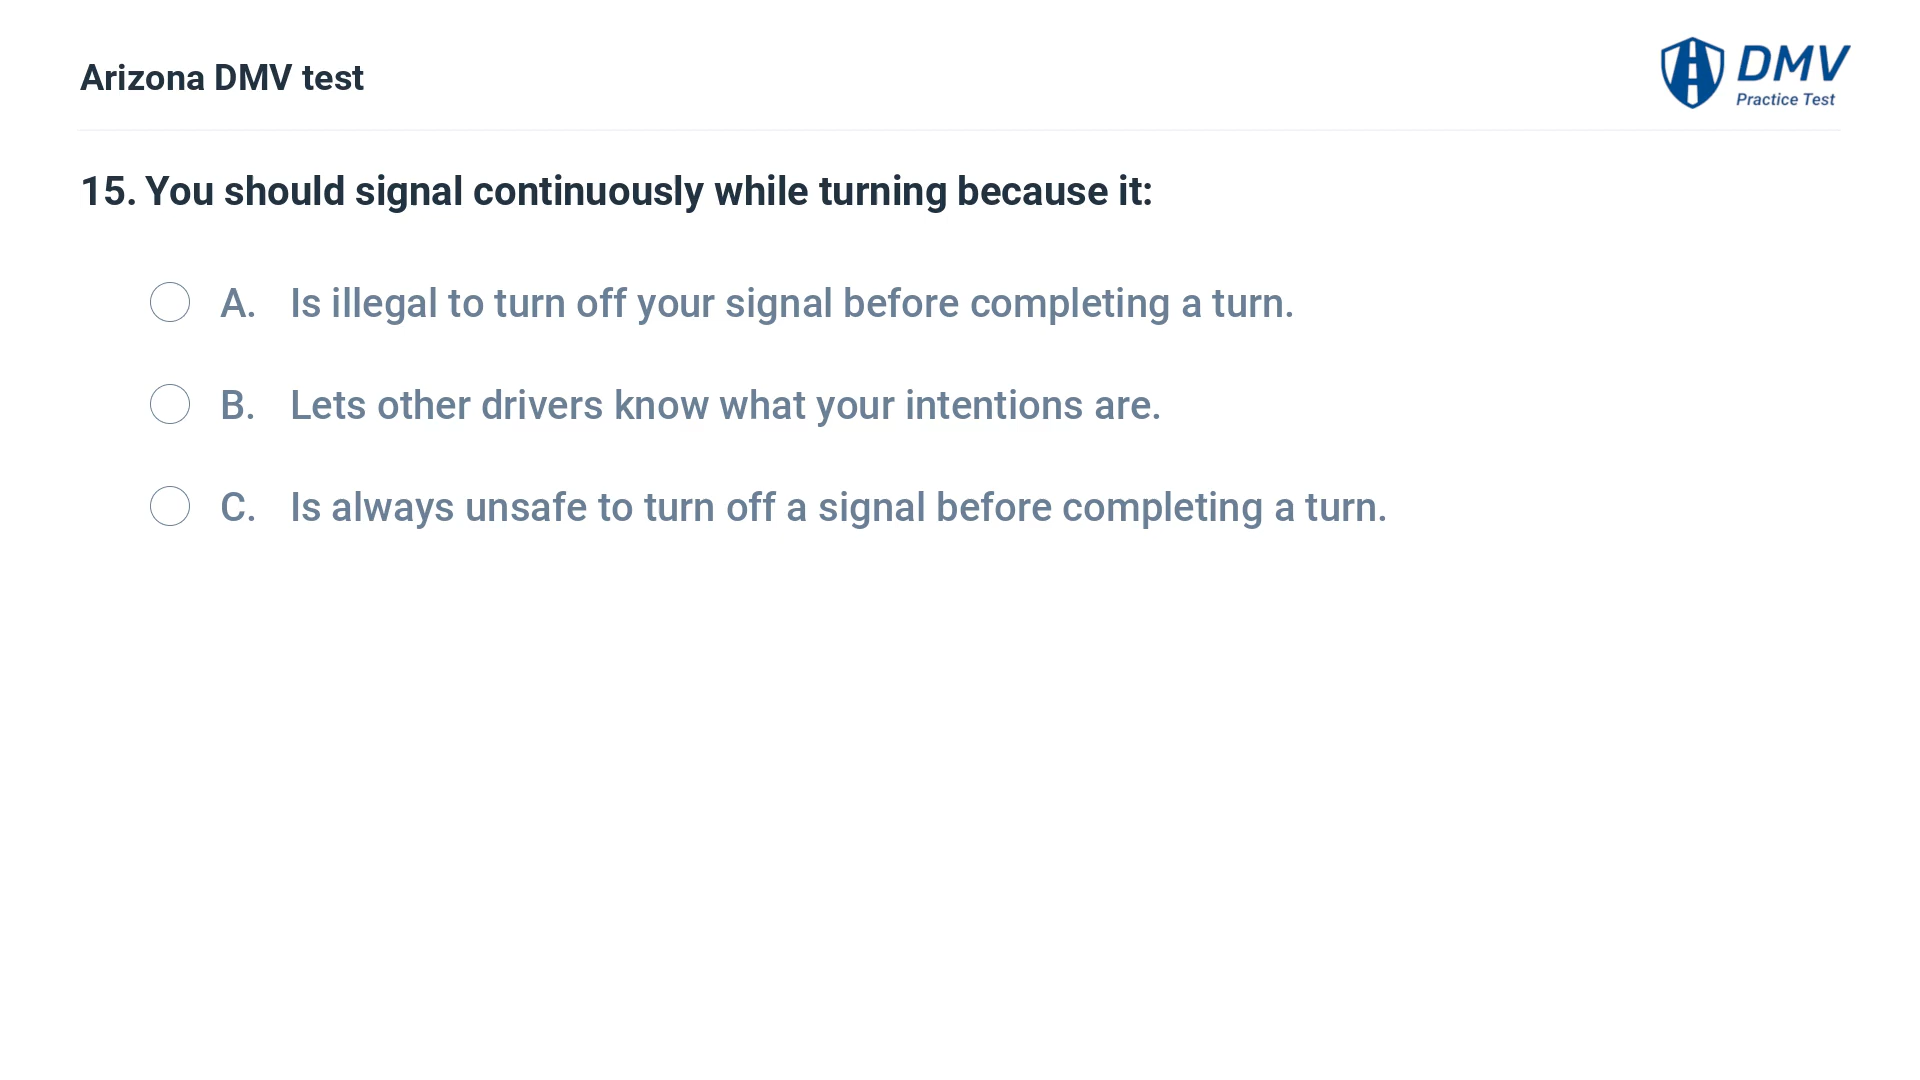 Arizona DMV test
DMV
Practice Test
15. You should signal continuously while turning because it:
A. Is illegal to turn off your signal before completing a turn.
B. Lets other drivers know what your intentions are.
C. Is always unsafe to turn off a signal before completing a turn.